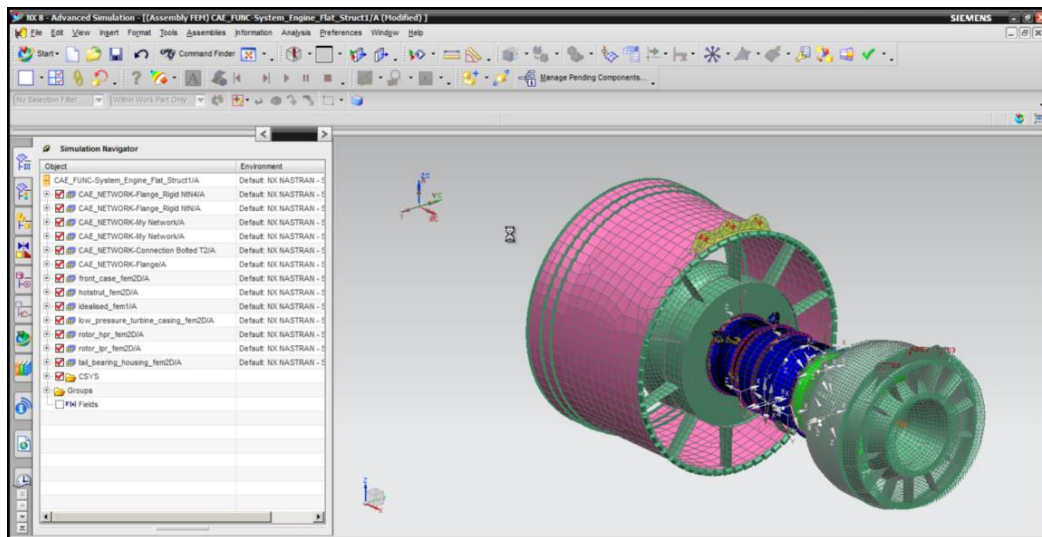 NX 8 - Advanced Simulation - [(Assembly FEM) CAE_FUNC-System_Engine_Flat_Struct1/A (Modified) ]
SIEMENS
File Edit View Insert Format Tools Assemblies Information Analysis Preferences Window Help
Start Command Finder
Manage Pending Components...
No Selection Filter Within Work Part Only
Simulation Navigator
Object Environment
CAE_FUNC-System_Engine_Flat_Struct1/A Default: NX NASTRAN - S
CAE_NETWORK-Flange_Rigid NtN4/A Default: NX NASTRAN - S
CAE_NETWORK-Flange_Rigid NtN/A Default: NX NASTRAN - S
CAE_NETWORK-My Network/A Default: NX NASTRAN - S
CAE_NETWORK-My Network/A Default: NX NASTRAN - S
CAE_NETWORK-Connection Bolted T2/A Default: NX NASTRAN - S
CAE_NETWORK-Flange/A Default: NX NASTRAN - S
front_case_fem2D/A Default: NX NASTRAN - S
hotstrut_fem2D/A Default: NX NASTRAN - S
idealised_fem1/A Default: NX NASTRAN - S
low_pressure_turbine_casing_fem2D/A Default: NX NASTRAN - S
rotor_hpr_fem2D/A Default: NX NASTRAN - S
rotor_lpr_fem2D/A Default: NX NASTRAN - S
tail_bearing_housing_fem2D/A Default: NX NASTRAN - S
CSYS
Groups
Fields
ZC
YC
Z